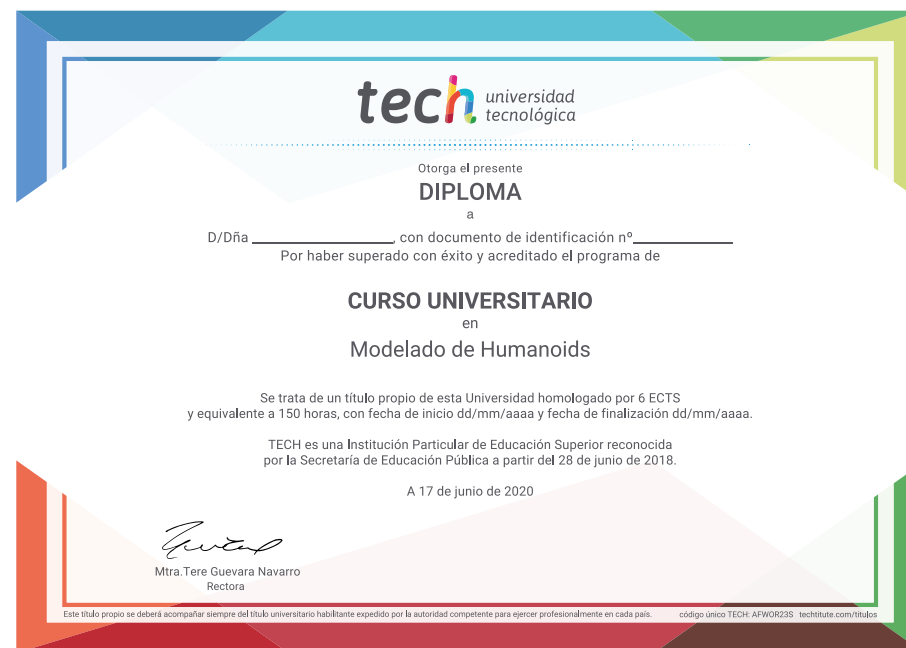 tech universidad
tecnológica
Otorga el presente
DIPLOMA
a
D/Dña ____________________, con documento de identificación nº______________
Por haber superado con éxito y acreditado el programa de
CURSO UNIVERSITARIO
en
Modelado de Humanoids
Se trata de un título propio de esta Universidad homologado por 6 ECTS
y equivalente a 150 horas, con fecha de inicio dd/mm/aaaa y fecha de finalización dd/mm/aaaa.
TECH es una Institución Particular de Educación Superior reconocida
por la Secretaría de Educación Pública a partir del 28 de junio de 2018.
A 17 de junio de 2020
Mtra.Tere Guevara Navarro
Rectora
Este título propio se deberá acompañar siempre del título universitario habilitante expedido por la autoridad competente para ejercer profesionalmente en cada país. código único TECH: AFWOR23S techtitute.com/titulos